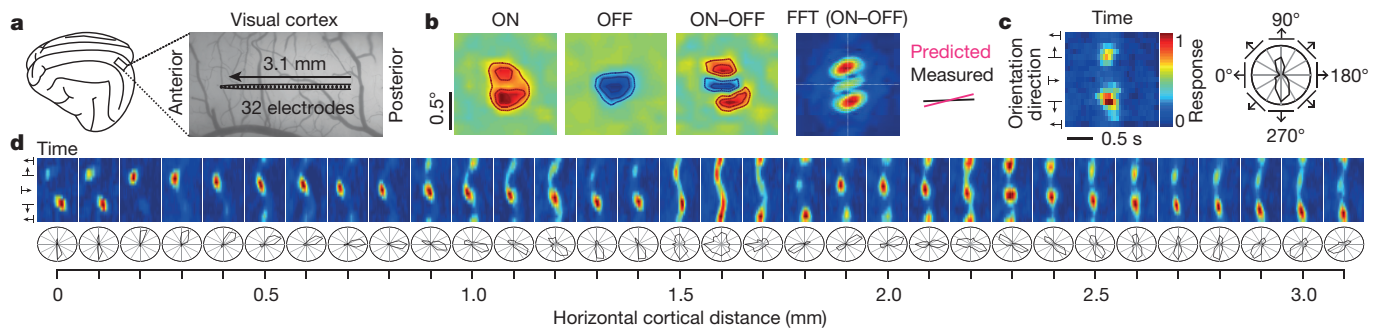 a
Visual cortex
Anterior
3.1 mm
32 electrodes
Posterior
b
ON
OFF
ON–OFF
FFT (ON–OFF)
0.5°
Predicted
Measured
c
Time
Orientation
direction
1
0
Response
0.5 s
90°
0°
180°
270°
d
Time
0
0.5
1.0
1.5
2.0
2.5
3.0
Horizontal cortical distance (mm)